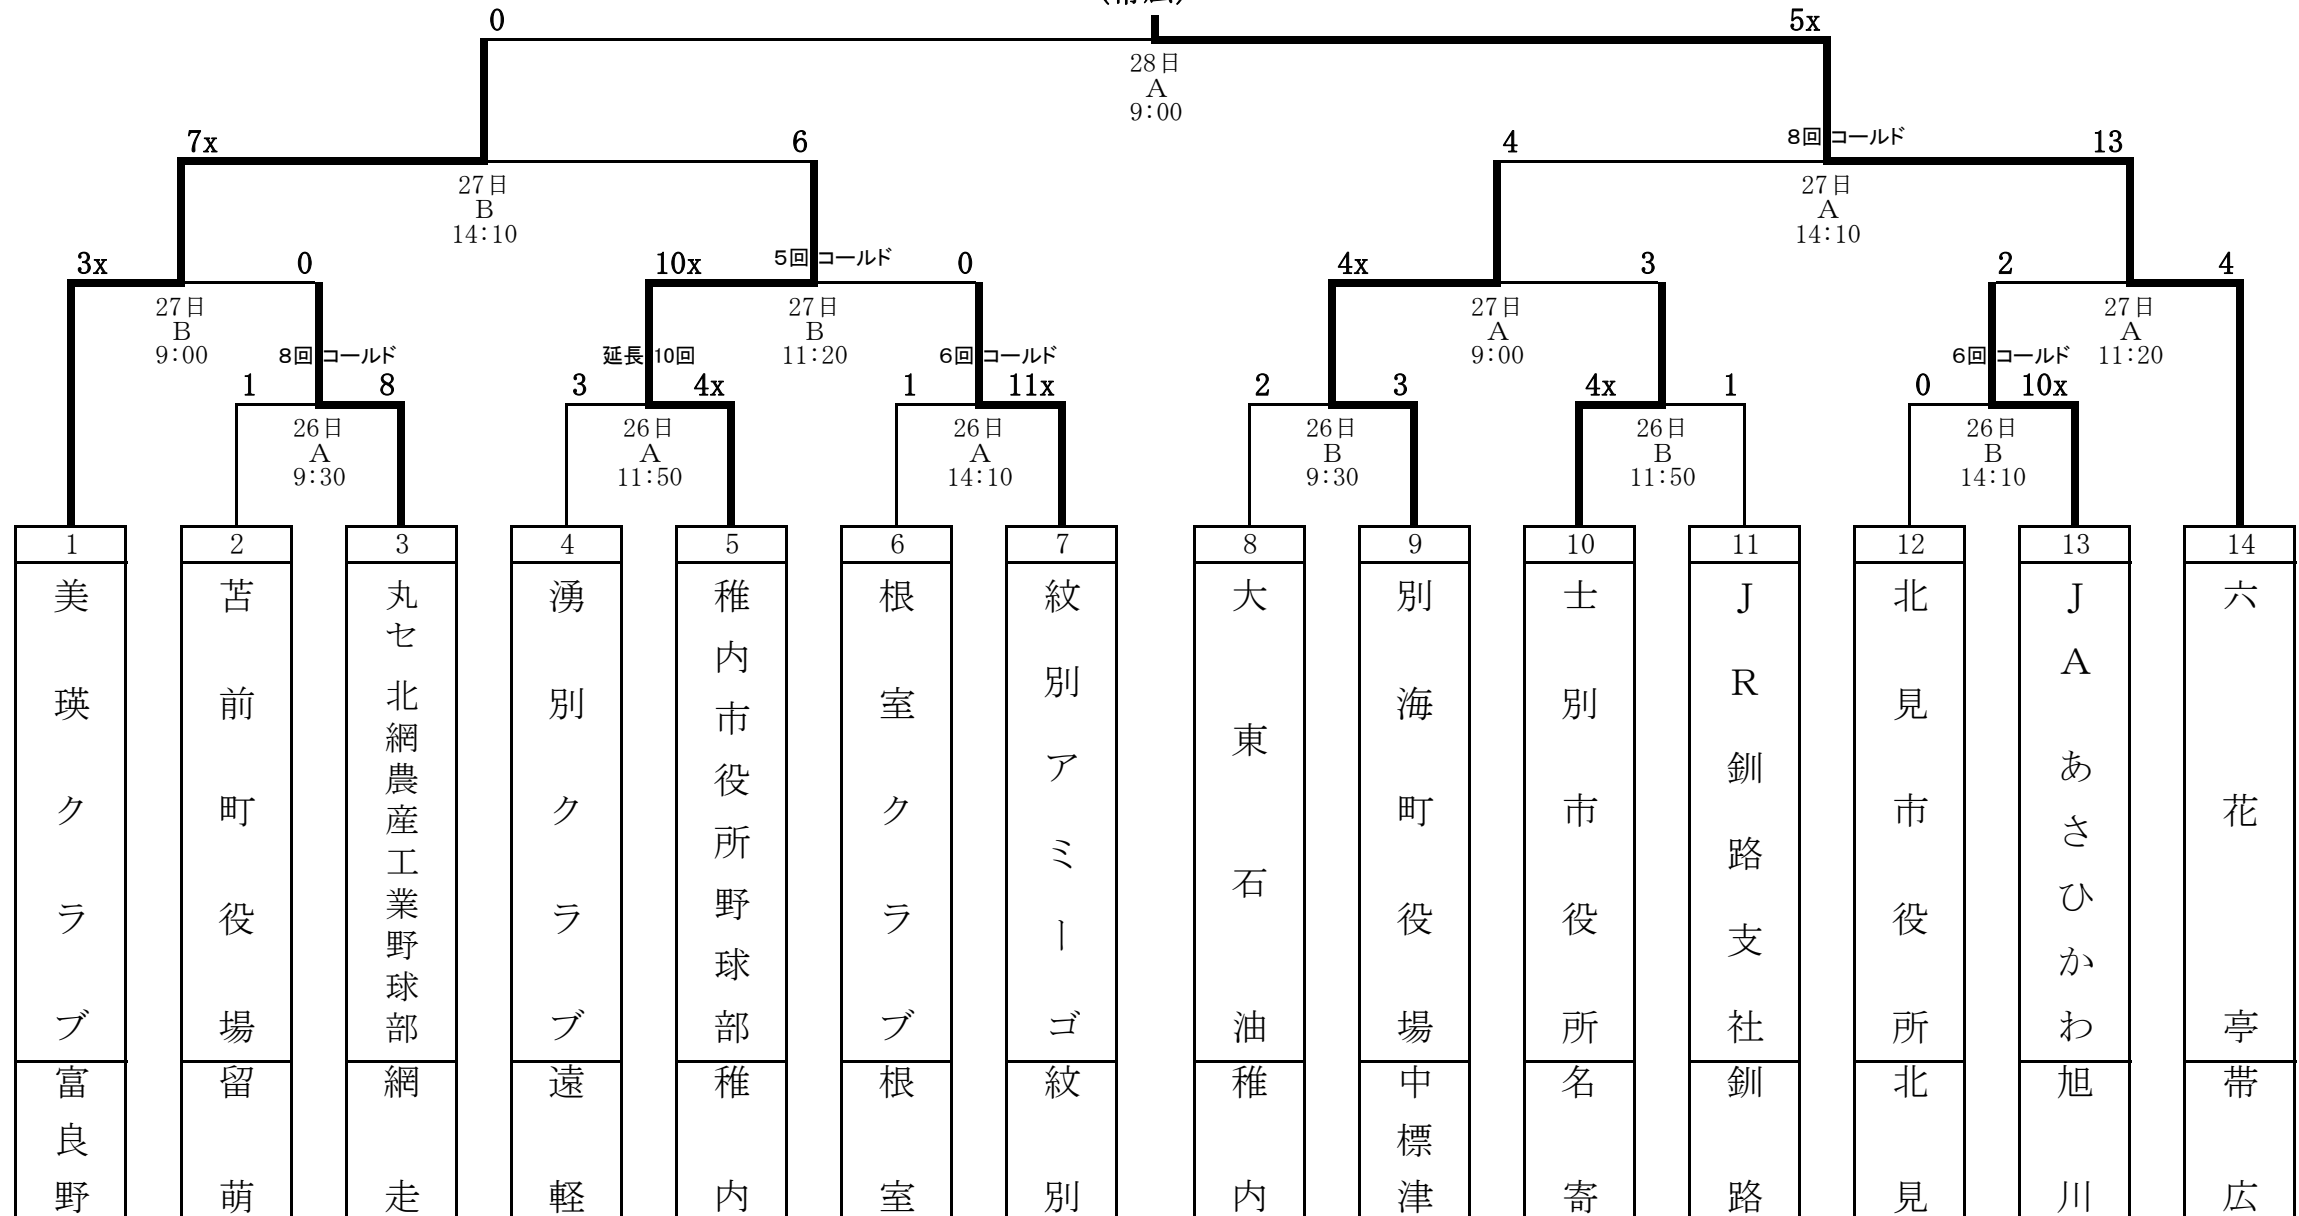 0
5x
28日
A
9:00
7x
6
4
8回 コールド
13
27日
B
14:10
27日
A
14:10
3x
0
10x
5回 コールド
0
4x
3
2
4
27日
B
9:00
27日
B
11:20
27日
A
9:00
27日
A
11:20
8回 コールド
延長 10回
6回 コールド
6回 コールド
1
8
3
4x
1
11x
2
3
4x
1
0
10x
26日
A
9:30
26日
A
11:50
26日
A
14:10
26日
B
9:30
26日
B
11:50
26日
B
14:10
1
美瑛クラブ
富良野
2
苫前町役場
留萌
3
丸セ北網農産工業野球部
網走
4
湧別クラブ
遠軽
5
稚内市役所野球部
稚内
6
根室クラブ
根室
7
紋別アミーゴ
紋別
8
大東石油
稚内
9
別海町役場
中標津
10
士別市役所
名寄
11
JR釧路支社
釧路
12
北見市役所
北見
13
JAあさひかわ
旭川
14
六花亭
帯広